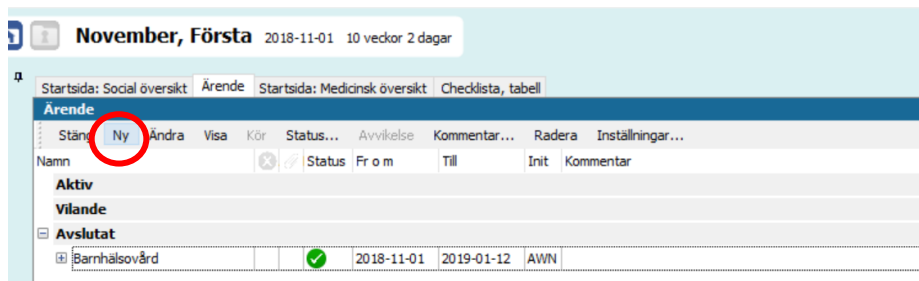 November, Första 2018-11-01 10 veckor 2 dagar
Startsida: Social översikt Ärende Startsida: Medicinsk översikt Checklista, tabell
Ärende
Stäng Ny Ändra Visa Kör Status... Avvikelse Kommentar... Radera Inställningar...
Namn Status Fr o m Till Init Kommentar
Aktiv
Vilande
Avslutat
Barnhälsovård 2018-11-01 2019-01-12 AWN